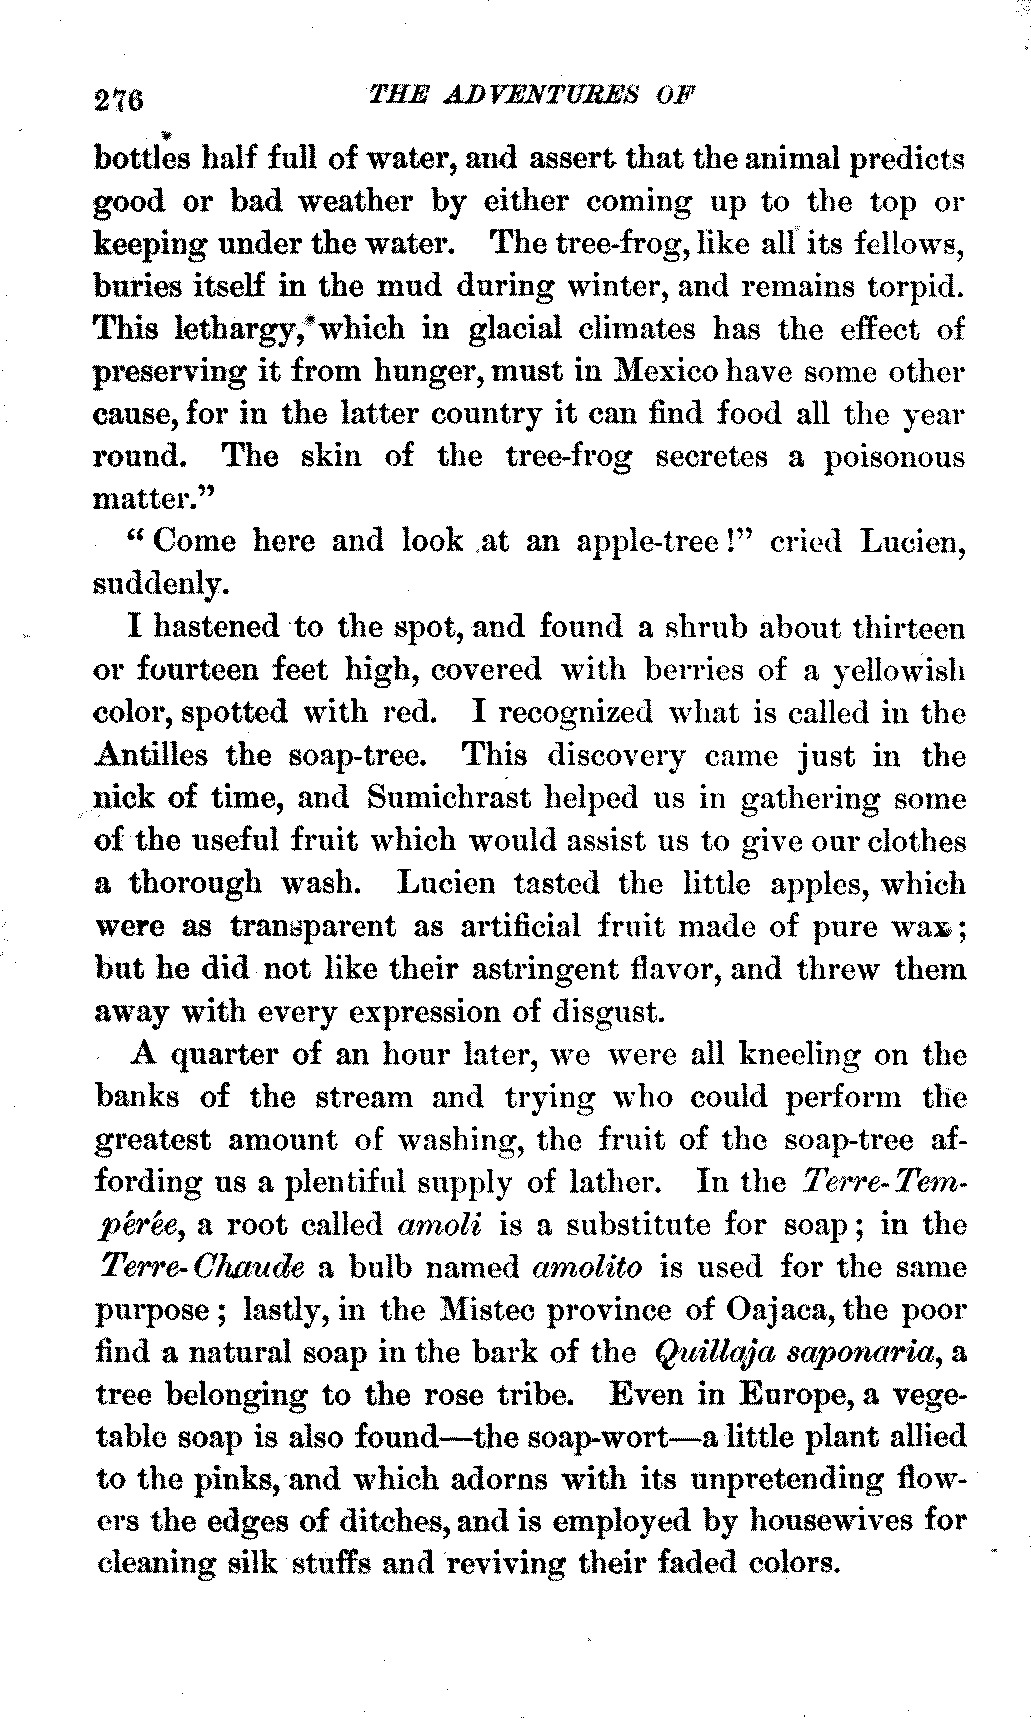 276 THE ADVENTURES OF
bottles half full of water, and assert that the animal predicts
good or bad weather by either coming up to the top or
keeping under the water. The tree-frog, like all its fellows,
buries itself in the mud during winter, and remains torpid.
This lethargy, which in glacial climates has the effect of
preserving it from hunger, must in Mexico have some other
cause, for in the latter country it can find food all the year
round. The skin of the tree-frog secretes a poisonous
matter."
"Come here and look at an apple-tree!" cried Lucien,
suddenly.
I hastened to the spot, and found a shrub about thirteen
or fourteen feet high, covered with berries of a yellowish
color, spotted with red. I recognized what is called in the
Antilles the soap-tree. This discovery came just in the
nick of time, and Sumichrast helped us in gathering some
of the useful fruit which would assist us to give our clothes
a thorough wash. Lucien tasted the little apples, which
were as transparent as artificial fruit made of pure wax;
but he did not like their astringent flavor, and threw them
away with every expression of disgust.
A quarter of an hour later, we were all kneeling on the
banks of the stream and trying who could perform the
greatest amount of washing, the fruit of the soap-tree af-
fording us a plentiful supply of lather. In the Terre-Tem-
pérée, a root called amoli is a substitute for soap; in the
Terre-Chaude a bulb named amolito is used for the same
purpose; lastly, in the Mistec province of Oajaca, the poor
find a natural soap in the bark of the Quillaja saponaria, a
tree belonging to the rose tribe. Even in Europe, a vege-
table soap is also found—the soap-wort—a little plant allied
to the pinks, and which adorns with its unpretending flow-
ers the edges of ditches, and is employed by housewives for
cleaning silk stuffs and reviving their faded colors.